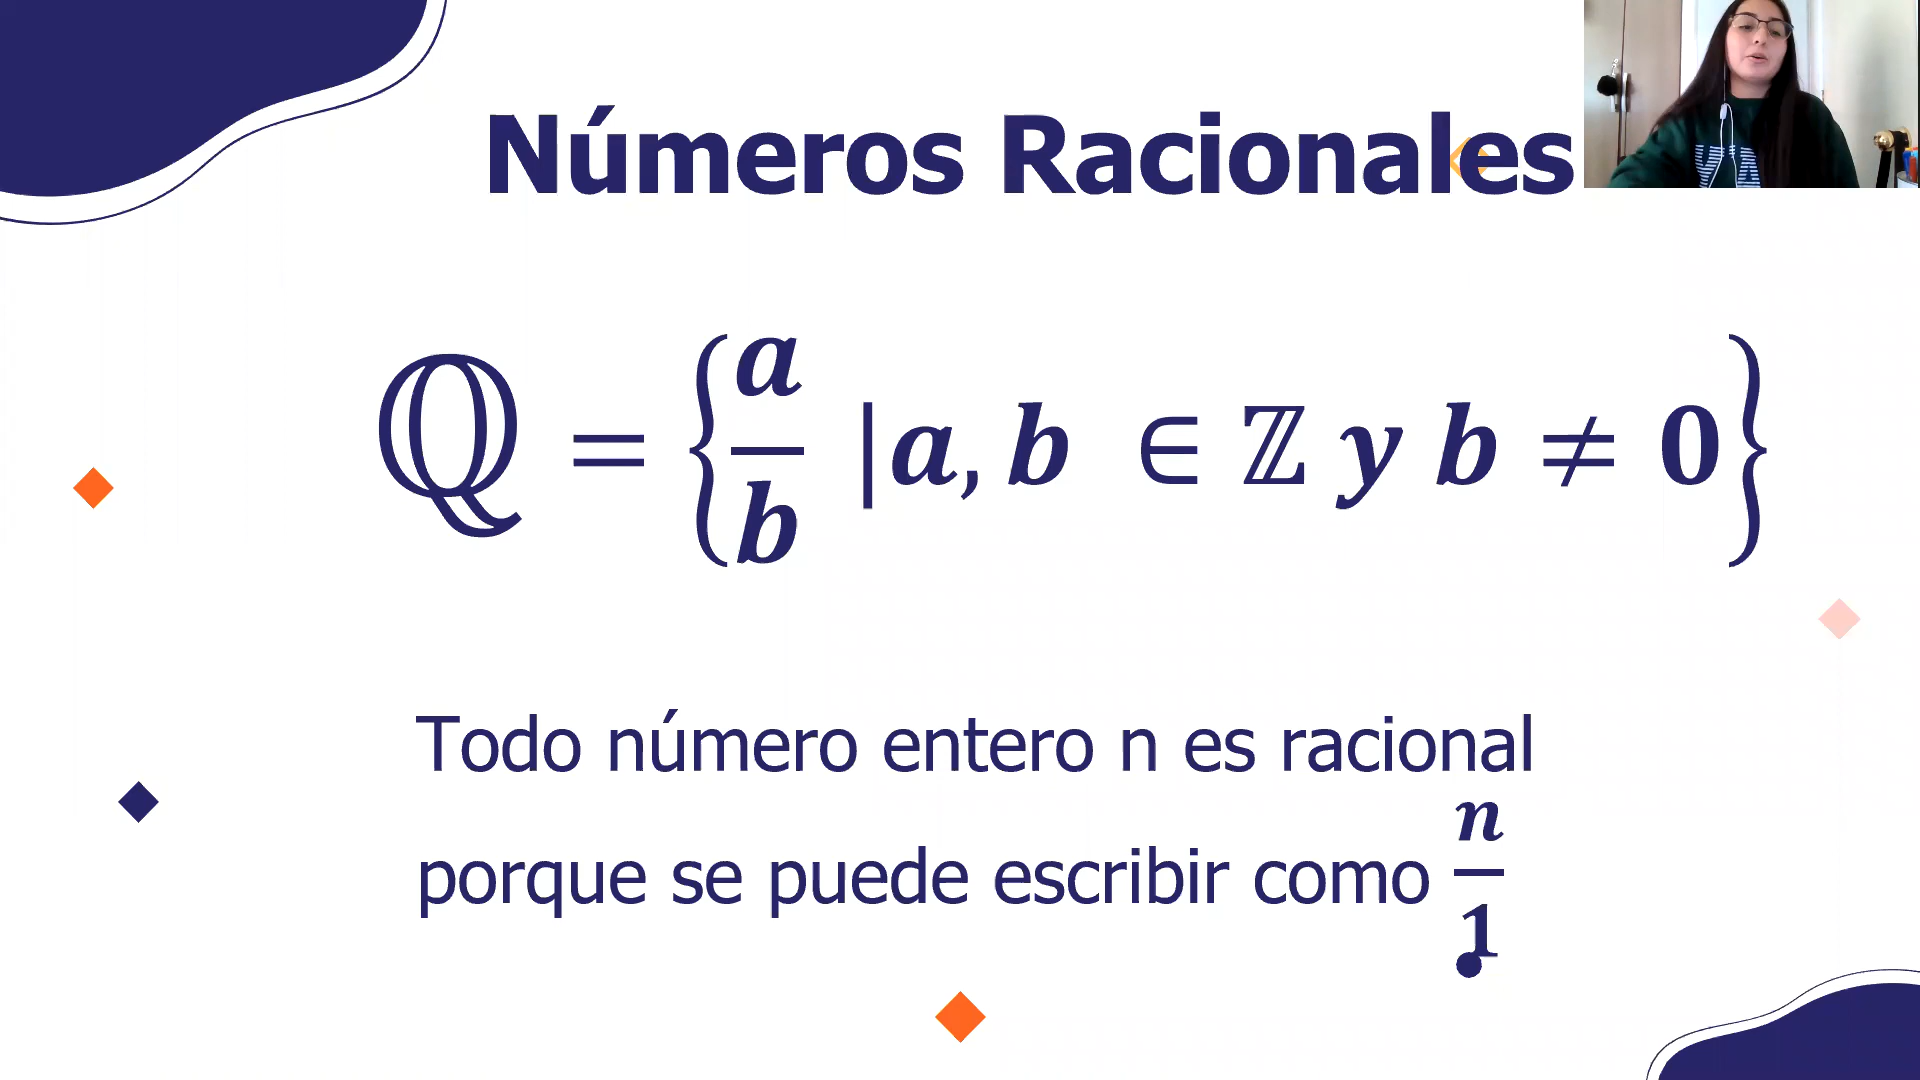 Números Racionales
ℚ = {a/b |a, b ∈ ℤ y b ≠ 0}
Todo número entero n es racional
porque se puede escribir como n/1